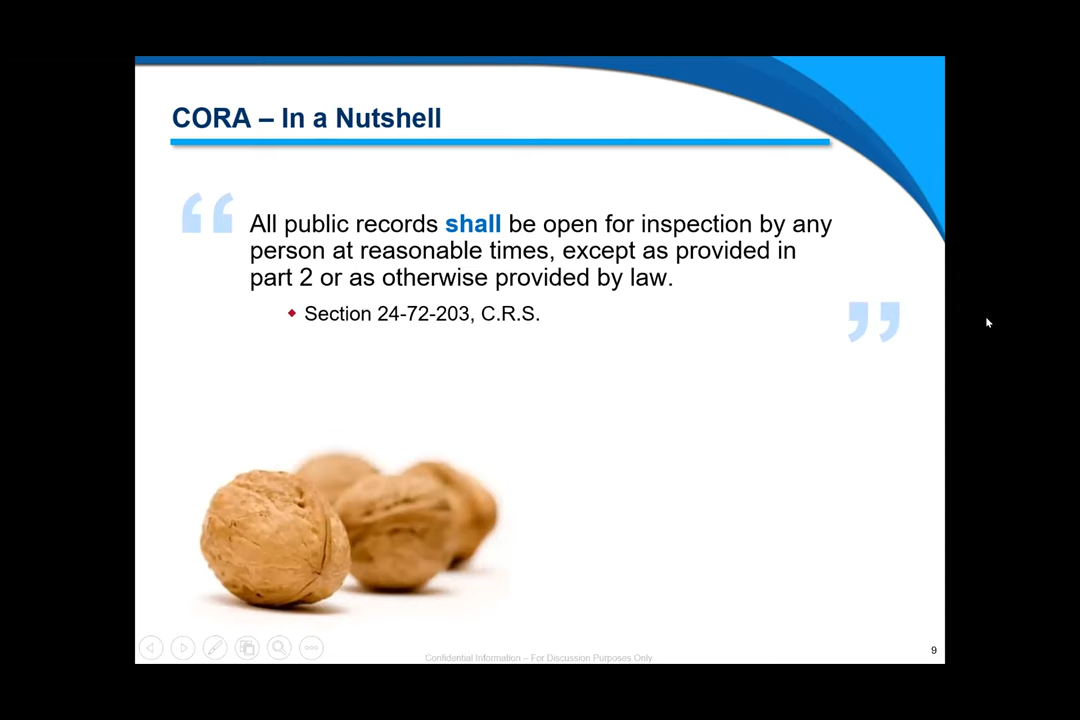 CORA – In a Nutshell
“
All public records shall be open for inspection by any
person at reasonable times, except as provided in
part 2 or as otherwise provided by law.
Section 24-72-203, C.R.S.
”
Confidential Information – For Discussion Purposes Only
9